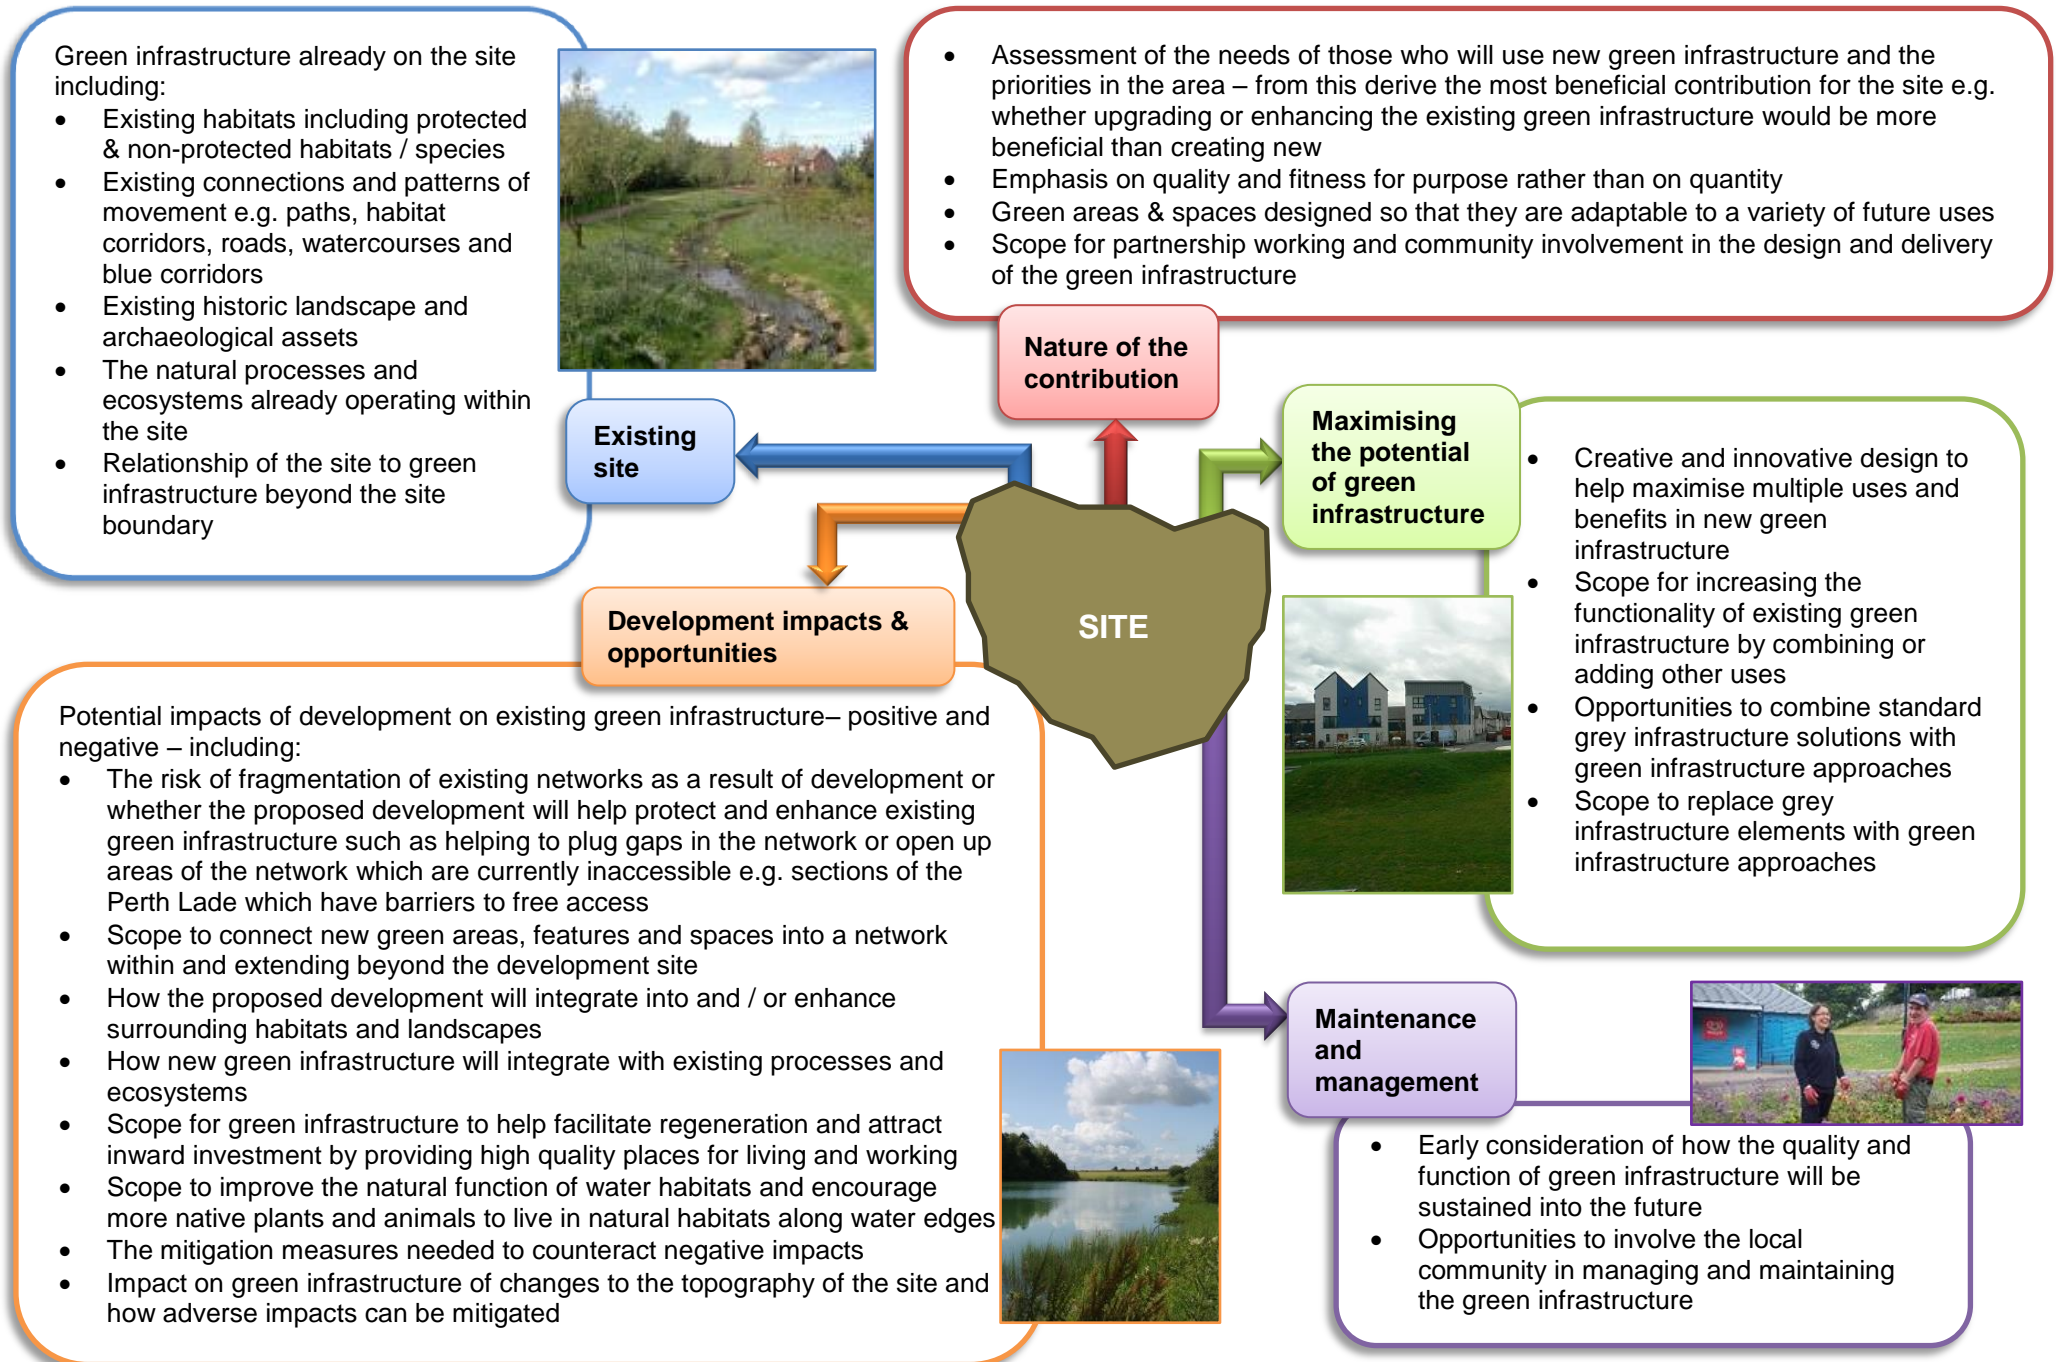 Green infrastructure already on the site
including:
• Existing habitats including protected
& non-protected habitats / species
• Existing connections and patterns of
movement e.g. paths, habitat
corridors, roads, watercourses and
blue corridors
• Existing historic landscape and
archaeological assets
• The natural processes and
ecosystems already operating within
the site
• Relationship of the site to green
infrastructure beyond the site
boundary
Existing
site
• Assessment of the needs of those who will use new green infrastructure and the
priorities in the area – from this derive the most beneficial contribution for the site e.g.
whether upgrading or enhancing the existing green infrastructure would be more
beneficial than creating new
• Emphasis on quality and fitness for purpose rather than on quantity
• Green areas & spaces designed so that they are adaptable to a variety of future uses
• Scope for partnership working and community involvement in the design and delivery
of the green infrastructure
Nature of the
contribution
Maximising
the potential
of green
infrastructure
• Creative and innovative design to
help maximise multiple uses and
benefits in new green
infrastructure
• Scope for increasing the
functionality of existing green
infrastructure by combining or
adding other uses
• Opportunities to combine standard
grey infrastructure solutions with
green infrastructure approaches
• Scope to replace grey
infrastructure elements with green
infrastructure approaches
SITE
Development impacts &
opportunities
Potential impacts of development on existing green infrastructure– positive and
negative – including:
• The risk of fragmentation of existing networks as a result of development or
whether the proposed development will help protect and enhance existing
green infrastructure such as helping to plug gaps in the network or open up
areas of the network which are currently inaccessible e.g. sections of the
Perth Lade which have barriers to free access
• Scope to connect new green areas, features and spaces into a network
within and extending beyond the development site
• How the proposed development will integrate into and / or enhance
surrounding habitats and landscapes
• How new green infrastructure will integrate with existing processes and
ecosystems
• Scope for green infrastructure to help facilitate regeneration and attract
inward investment by providing high quality places for living and working
• Scope to improve the natural function of water habitats and encourage
more native plants and animals to live in natural habitats along water edges
• The mitigation measures needed to counteract negative impacts
• Impact on green infrastructure of changes to the topography of the site and
how adverse impacts can be mitigated
Maintenance
and
management
• Early consideration of how the quality and
function of green infrastructure will be
sustained into the future
• Opportunities to involve the local
community in managing and maintaining
the green infrastructure